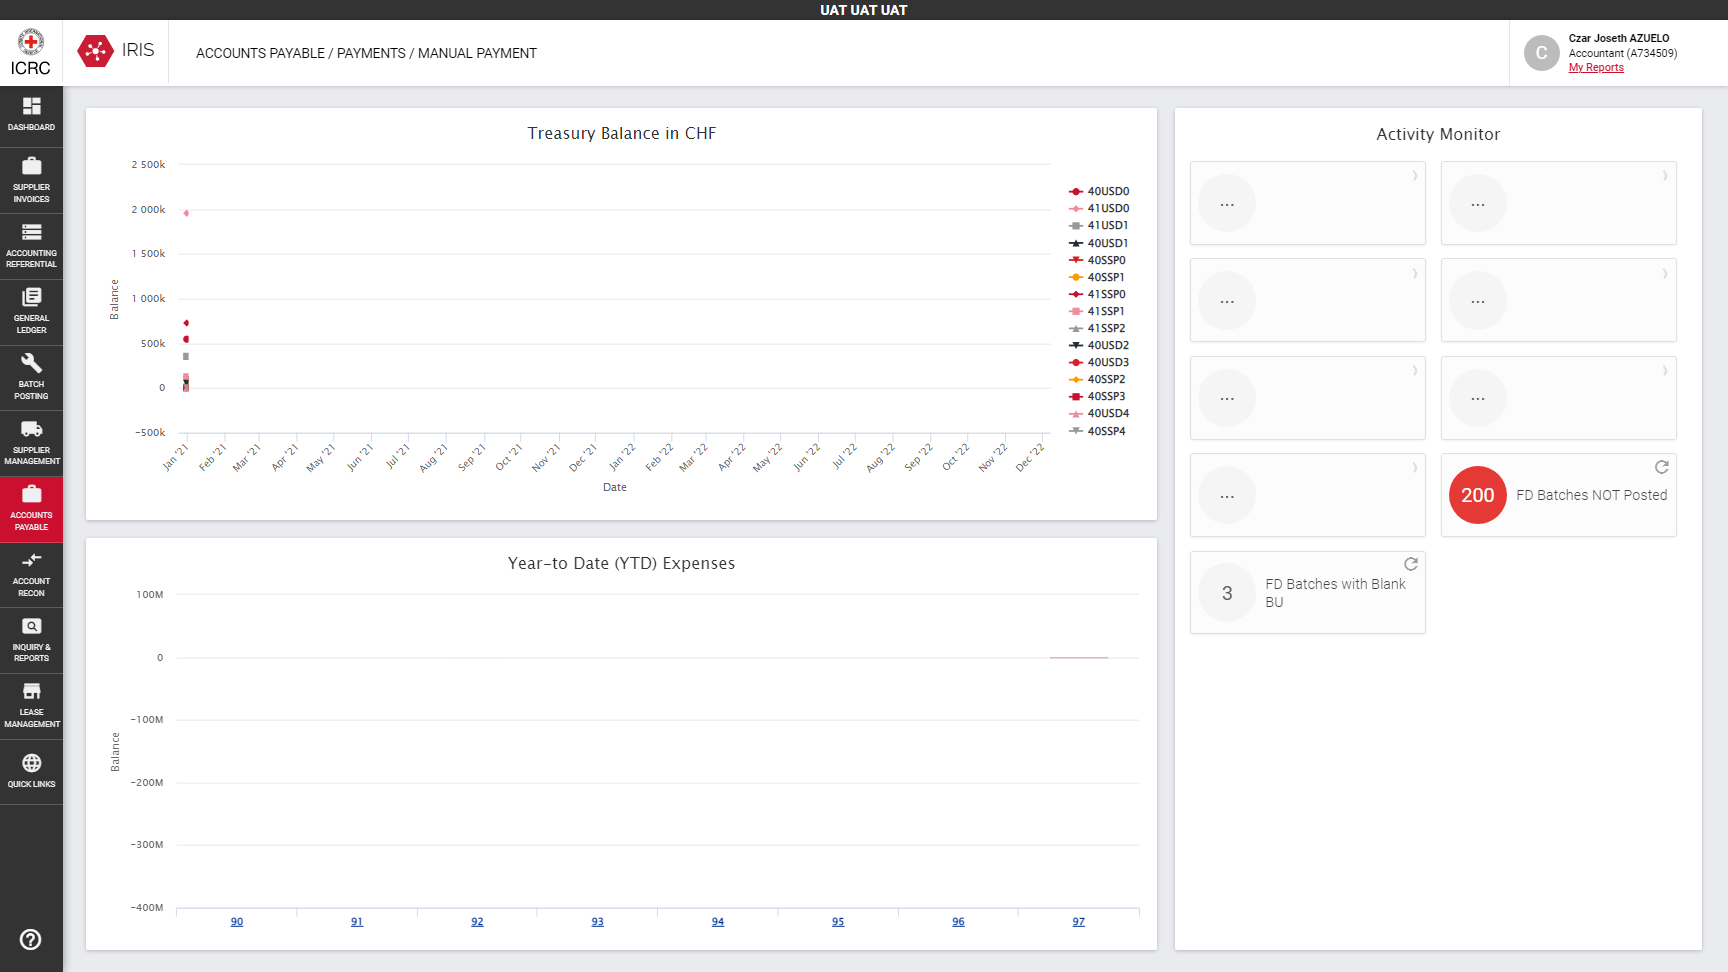 UAT UAT UAT
ICRC
IRIS
ACCOUNTS PAYABLE / PAYMENTS / MANUAL PAYMENT
C
Czar Joseth AZUELO
Accountant (A734509)
My Reports
DASHBOARD
SUPPLIER
INVOICES
ACCOUNTING
REFERENTIAL
GENERAL
LEDGER
BATCH
POSTING
SUPPLIER
MANAGEMENT
ACCOUNTS
PAYABLE
ACCOUNT
RECON
INQUIRY &
REPORTS
LEASE
MANAGEMENT
QUICK LINKS
Treasury Balance in CHF
2 500k
2 000k
1 500k
1 000k
500k
0
-500k
Balance
Jan '21
Feb '21
Mar '21
Apr '21
May '21
Jun '21
Jul '21
Aug '21
Sep '21
Oct '21
Nov '21
Dec '21
Jan '22
Feb '22
Mar '22
Apr '22
May '22
Jun '22
Jul '22
Aug '22
Sep '22
Oct '22
Nov '22
Dec '22
Date
40USD0
41USD0
41USD1
40USD1
40SSP0
40SSP1
41SSP0
41SSP1
41SSP2
40USD2
40USD3
40SSP2
40SSP3
40USD4
40SSP4
Year-to Date (YTD) Expenses
100M
0
-100M
-200M
-300M
-400M
Balance
90
91
92
93
94
95
96
97
Activity Monitor
...
...
...
...
...
...
...
200
FD Batches NOT Posted
3
FD Batches with Blank
BU